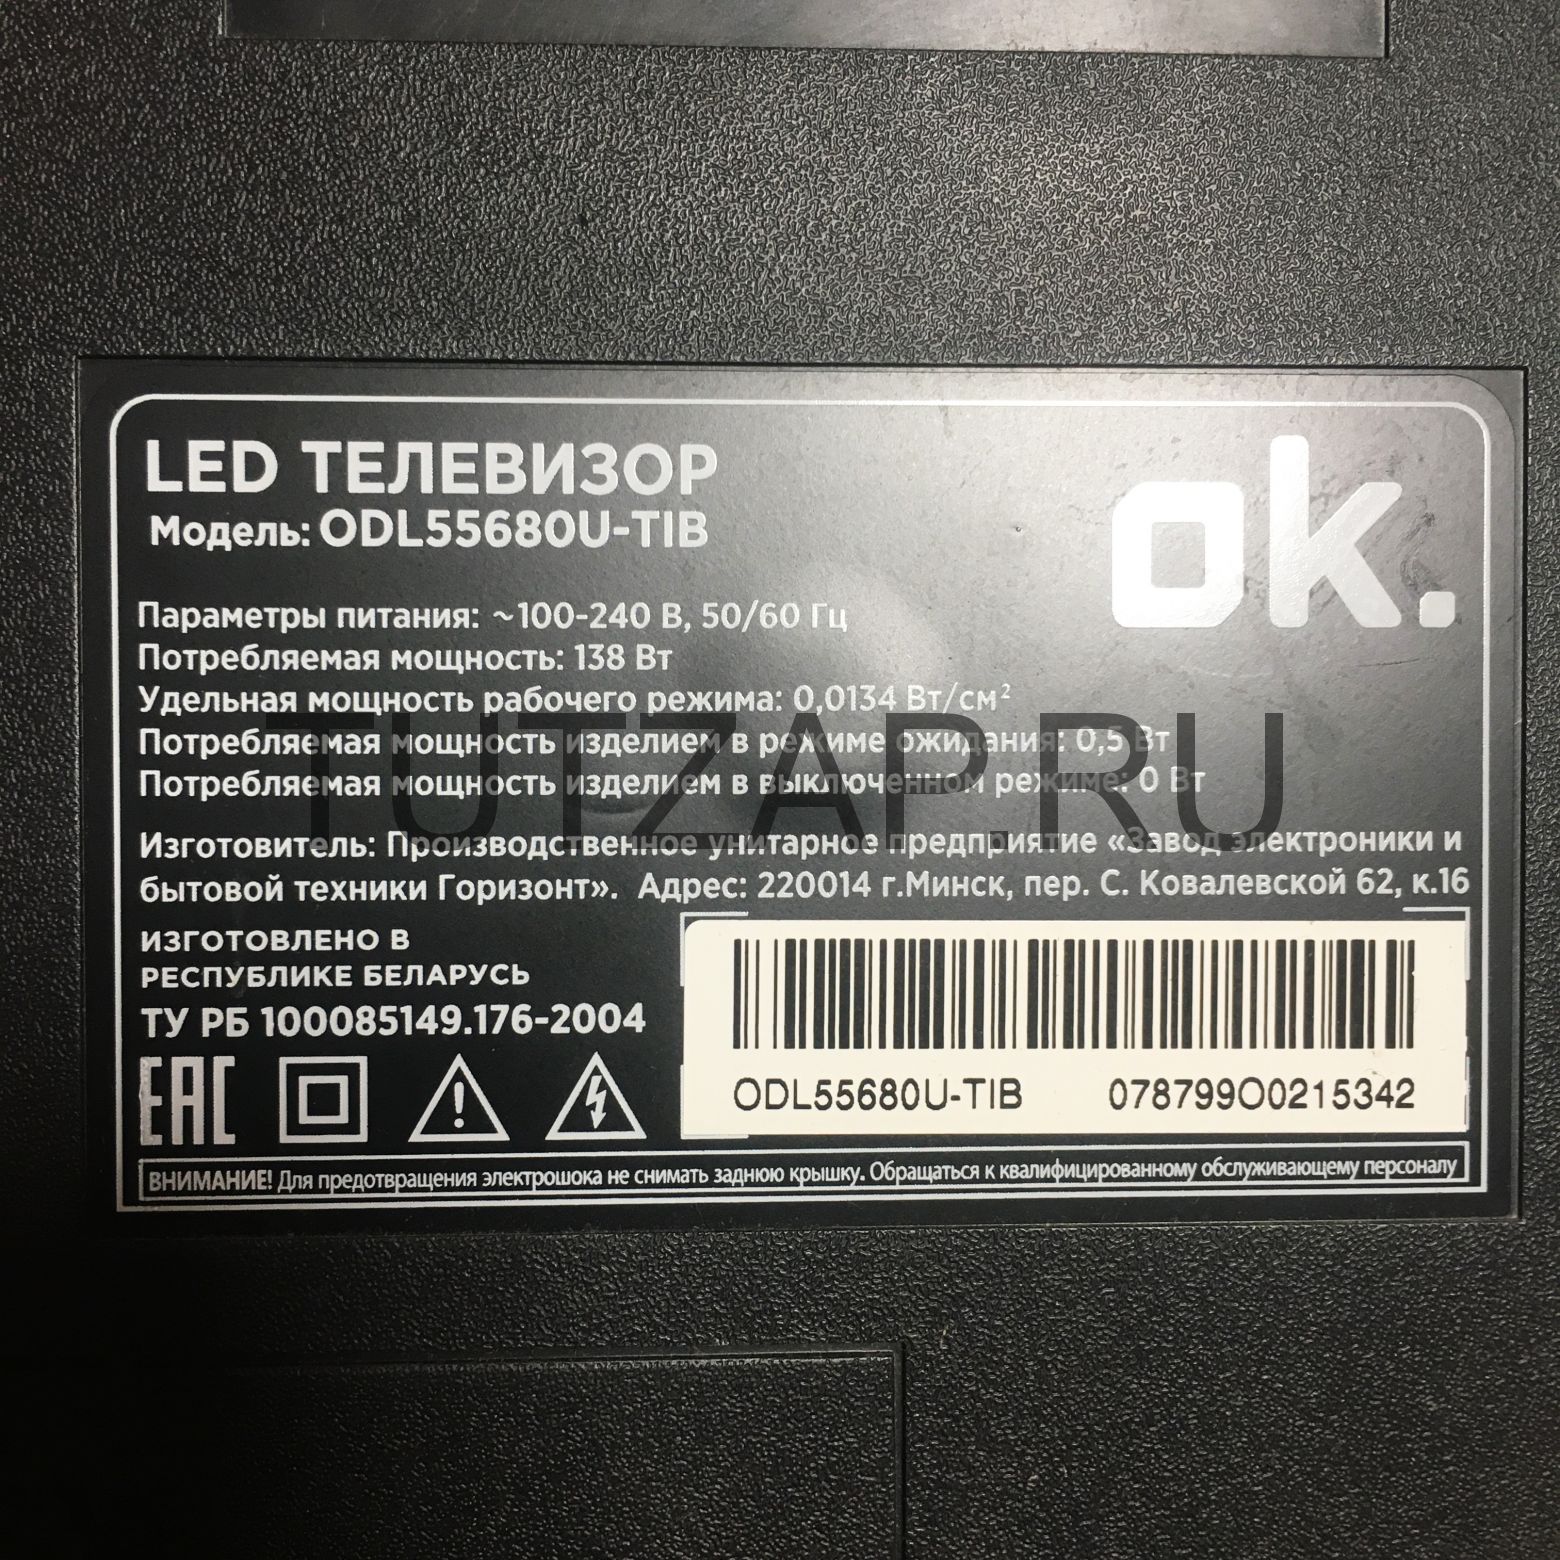 LED ТЕЛЕВИЗОР
Модель: ODL55680U-TIB
ok.
Параметры питания: ~100-240 В, 50/60 Гц
Потребляемая мощность: 138 Вт
Удельная мощность рабочего режима: 0,0134 Вт/см²
Потребляемая мощность изделием в режиме ожидания: 0,5 Вт
Потребляемая мощность изделием в выключенном режиме: 0 Вт
TUTZAP.RU
Изготовитель: Производственное унитарное предприятие «Завод электроники и
бытовой техники Горизонт». Адрес: 220014 г.Минск, пер. С. Ковалевской 62, к.16
ИЗГОТОВЛЕНО В
РЕСПУБЛИКЕ БЕЛАРУСЬ
ТУ РБ 100085149.176-2004
EAC
ODL55680U-TIB 078799O0215342
ВНИМАНИЕ! Для предотвращения электрошока не снимать заднюю крышку. Обращаться к квалифицированному обслуживающему персоналу